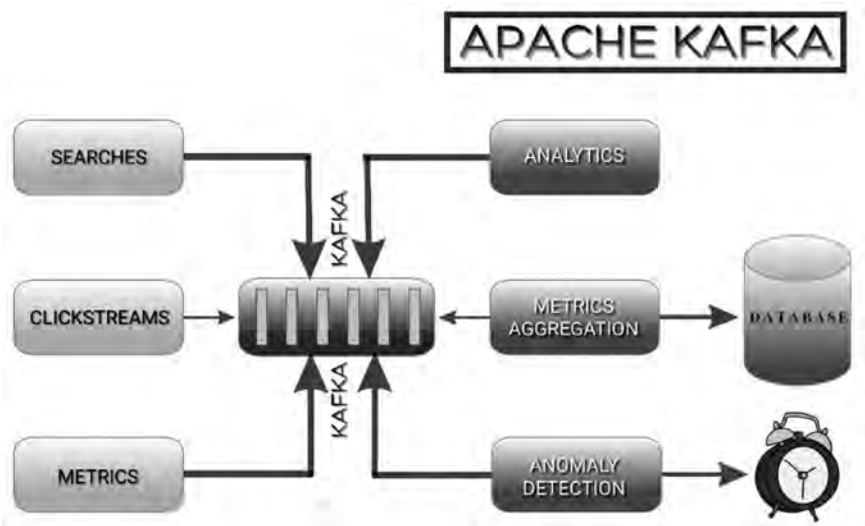 APACHE KAFKA
SEARCHES
ANALYTICS
KAFKA
CLICKSTREAMS
METRICS
AGGREGATION
DATABASE
KAFKA
METRICS
ANOMALY
DETECTION